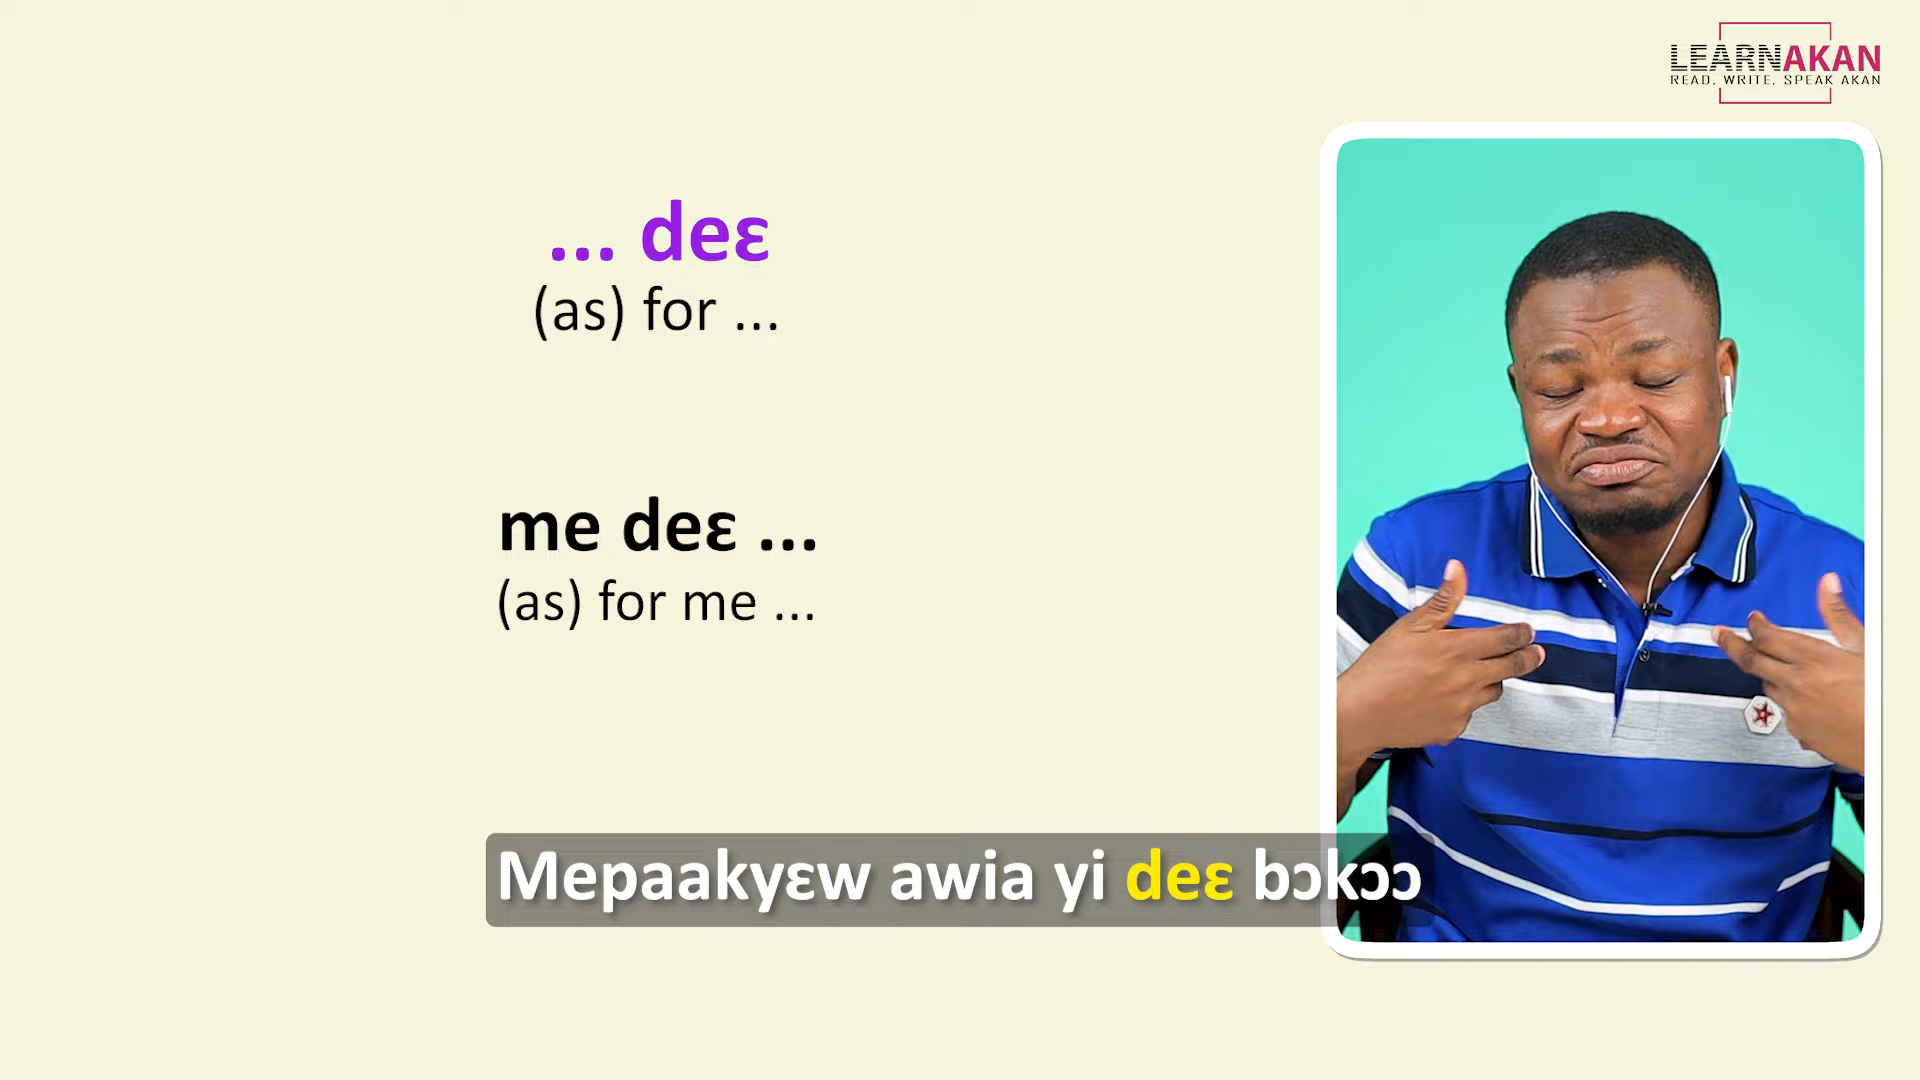 LEARNAKAN
READ, WRITE, SPEAK AKAN
... deɛ
(as) for ...
me deɛ ...
(as) for me ...
Mepaakyɛw awia yi deɛ bɔkɔɔ